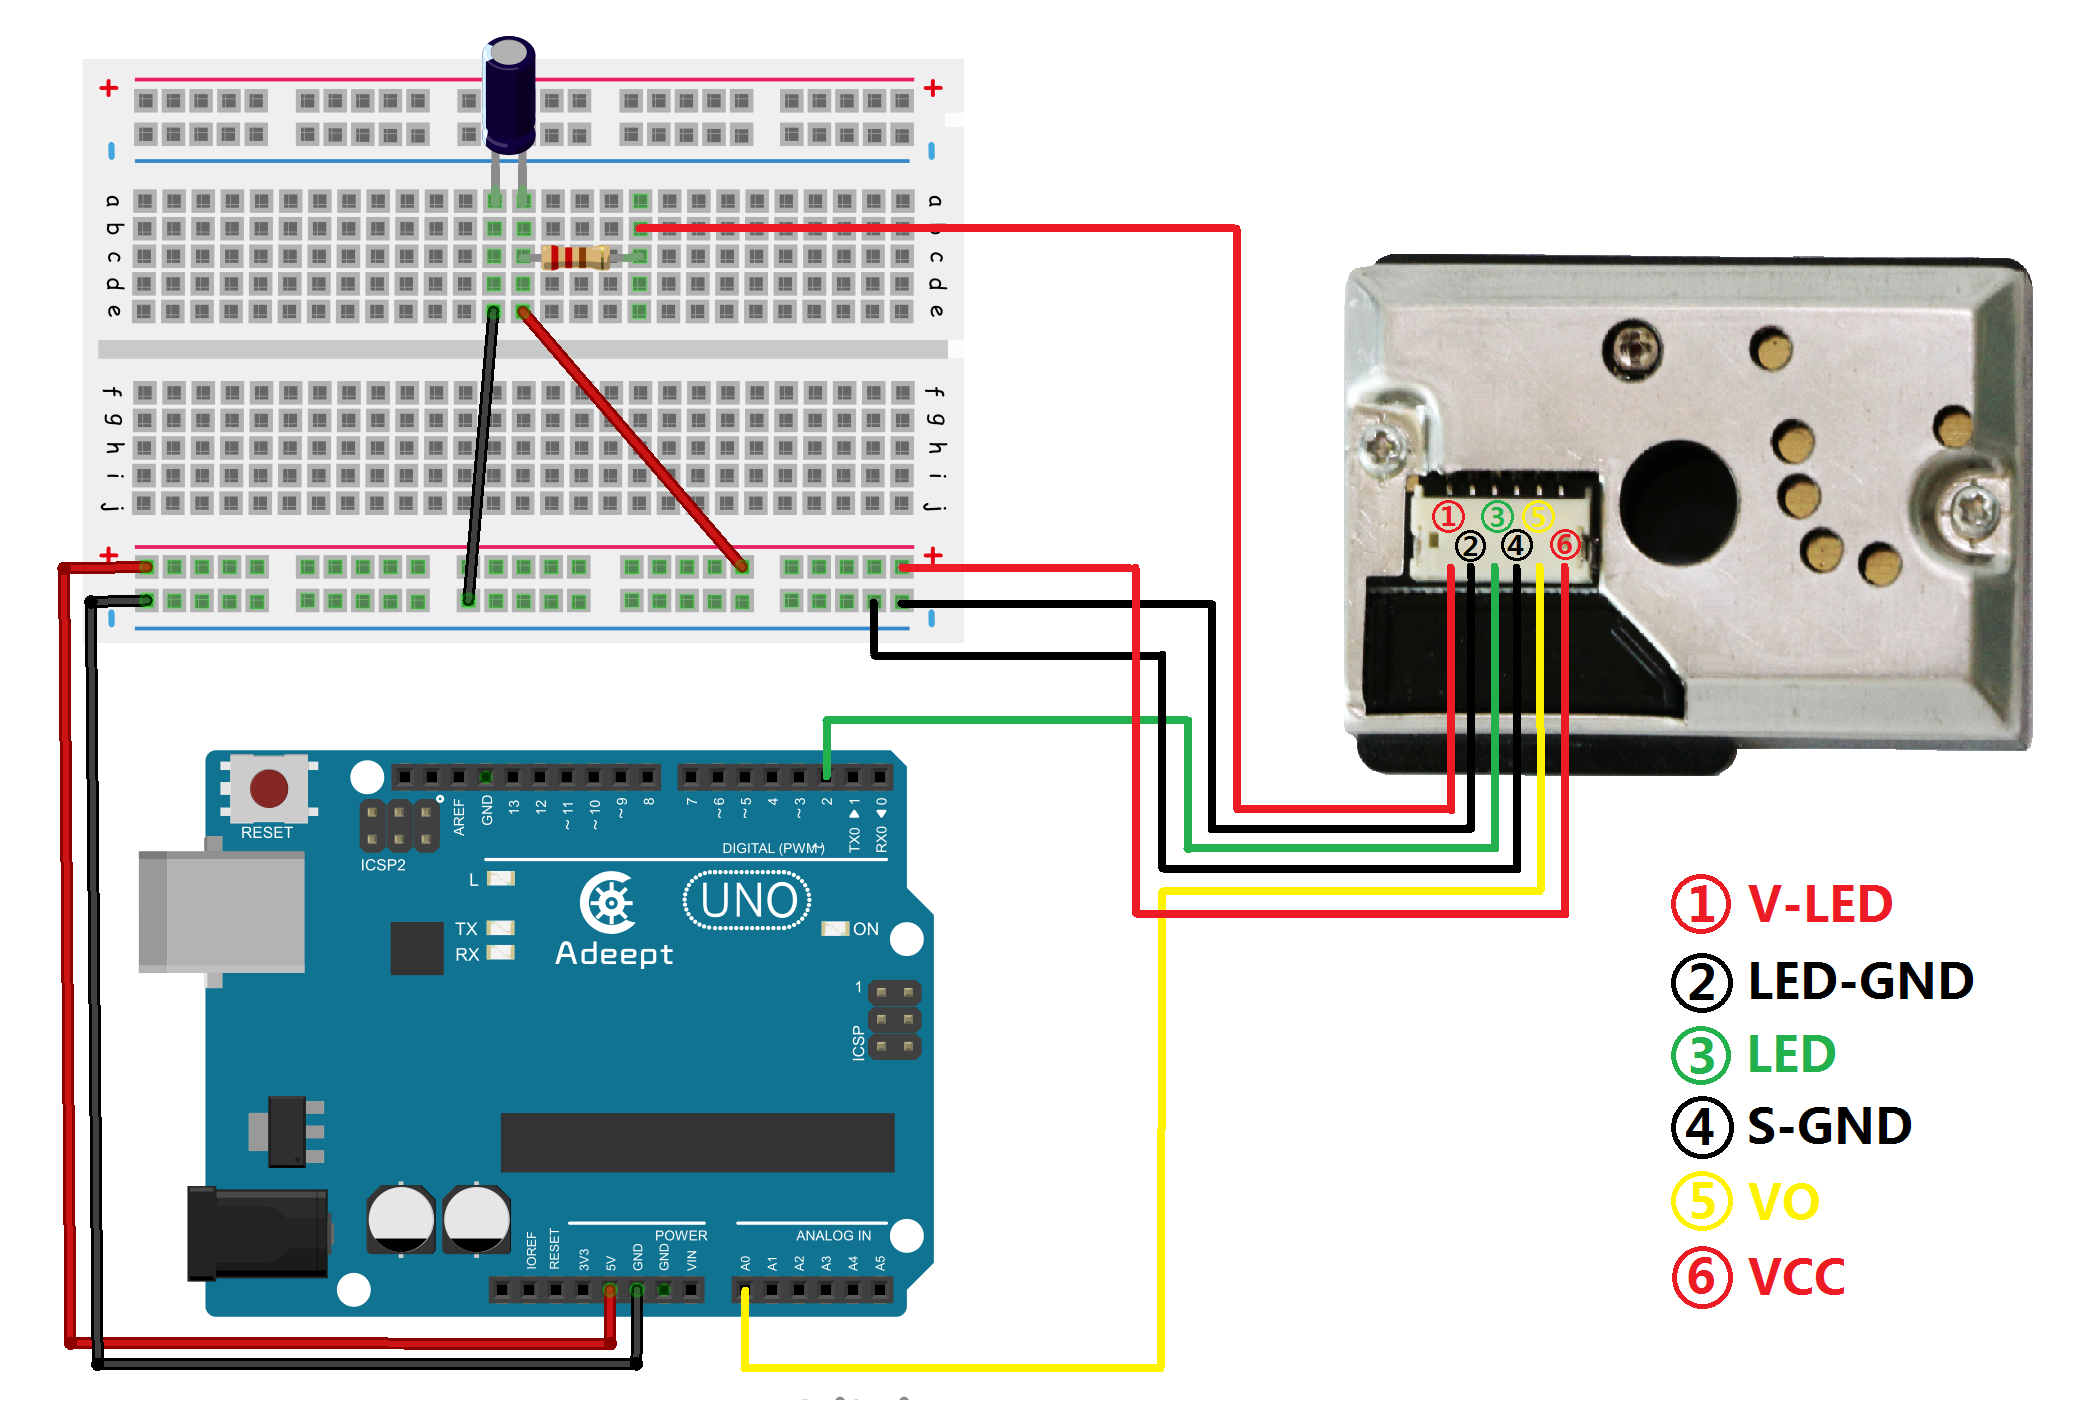 + +
- -
a a
b b
c c
d d
e e
f f
g g
h h
i i
j j
+ +
- -
① ③ ⑤
② ④ ⑥
RESET
ICSP2
AREF GND 13 12 ~11 ~10 ~9 8 7 ~6 ~5 4 ~3 2 TX0▶1 RX0◀0
DIGITAL (PWM~)
L
TX
RX
Adeept
UNO
ON
1
ICSP
POWER
ANALOG IN
IOREF RESET 3V3 5V GND GND VIN A0 A1 A2 A3 A4 A5
① V-LED
② LED-GND
③ LED
④ S-GND
⑤ VO
⑥ VCC